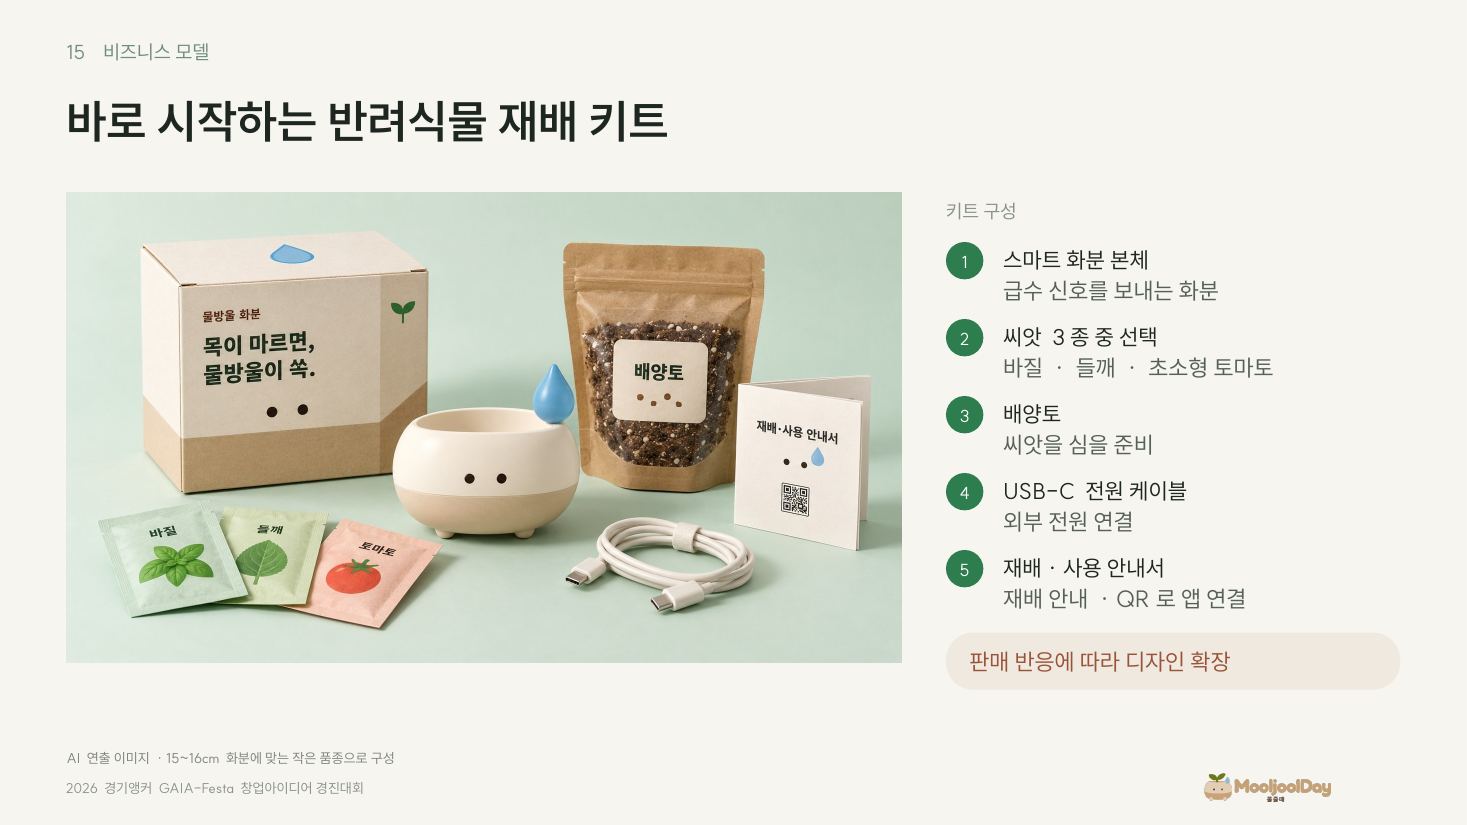 15 비즈니스 모델
바로 시작하는 반려식물 재배 키트
물방울 화분
목이 마르면,
물방울이 쏙.
배양토
재배·사용 안내서
바질
들깨
토마토
키트 구성
1 스마트 화분 본체
급수 신호를 보내는 화분
2 씨앗 3종 중 선택
바질 · 들깨 · 초소형 토마토
3 배양토
씨앗을 심을 준비
4 USB-C 전원 케이블
외부 전원 연결
5 재배 · 사용 안내서
재배 안내 · QR로 앱 연결
판매 반응에 따라 디자인 확장
AI 연출 이미지 · 15~16cm 화분에 맞는 작은 품종으로 구성
2026 경기앵커 GAIA-Festa 창업아이디어 경진대회
MooljoolDay
물줄때